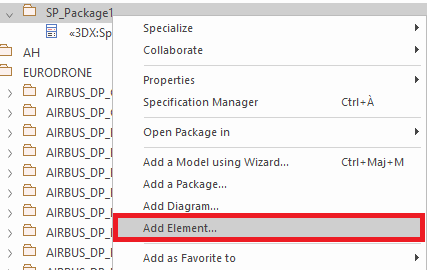 SP_Package1
Specialize
«3DX:Sp
Collaborate
AH
EURODRONE
Properties
AIRBUS_DP_
Specification Manager Ctrl+À
AIRBUS_DP_
AIRBUS_DP_
Open Package in
AIRBUS_DP_
Add a Model using Wizard... Ctrl+Maj+M
AIRBUS_DP_
Add a Package...
AIRBUS_DP_
Add Diagram...
AIRBUS_DP_
Add Element...
AIRBUS_DP_
Add as Favorite to
AIRBUS_DP_